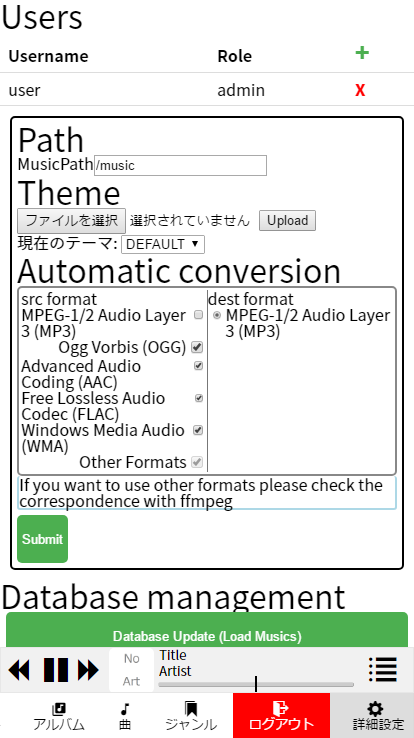 Users
Username Role +
user admin X
Path
MusicPath /music
Theme
ファイルを選択 選択されていません Upload
現在のテーマ: DEFAULT
Automatic conversion
src format
MPEG-1/2 Audio Layer
3 (MP3)
Ogg Vorbis (OGG)
Advanced Audio
Coding (AAC)
Free Lossless Audio
Codec (FLAC)
Windows Media Audio
(WMA)
Other Formats
dest format
MPEG-1/2 Audio Layer
3 (MP3)
If you want to use other formats please check the
correspondence with ffmpeg
Submit
Database management
Database Update (Load Musics)
No
Art
Title
Artist
アルバム 曲 ジャンル ログアウト 詳細設定